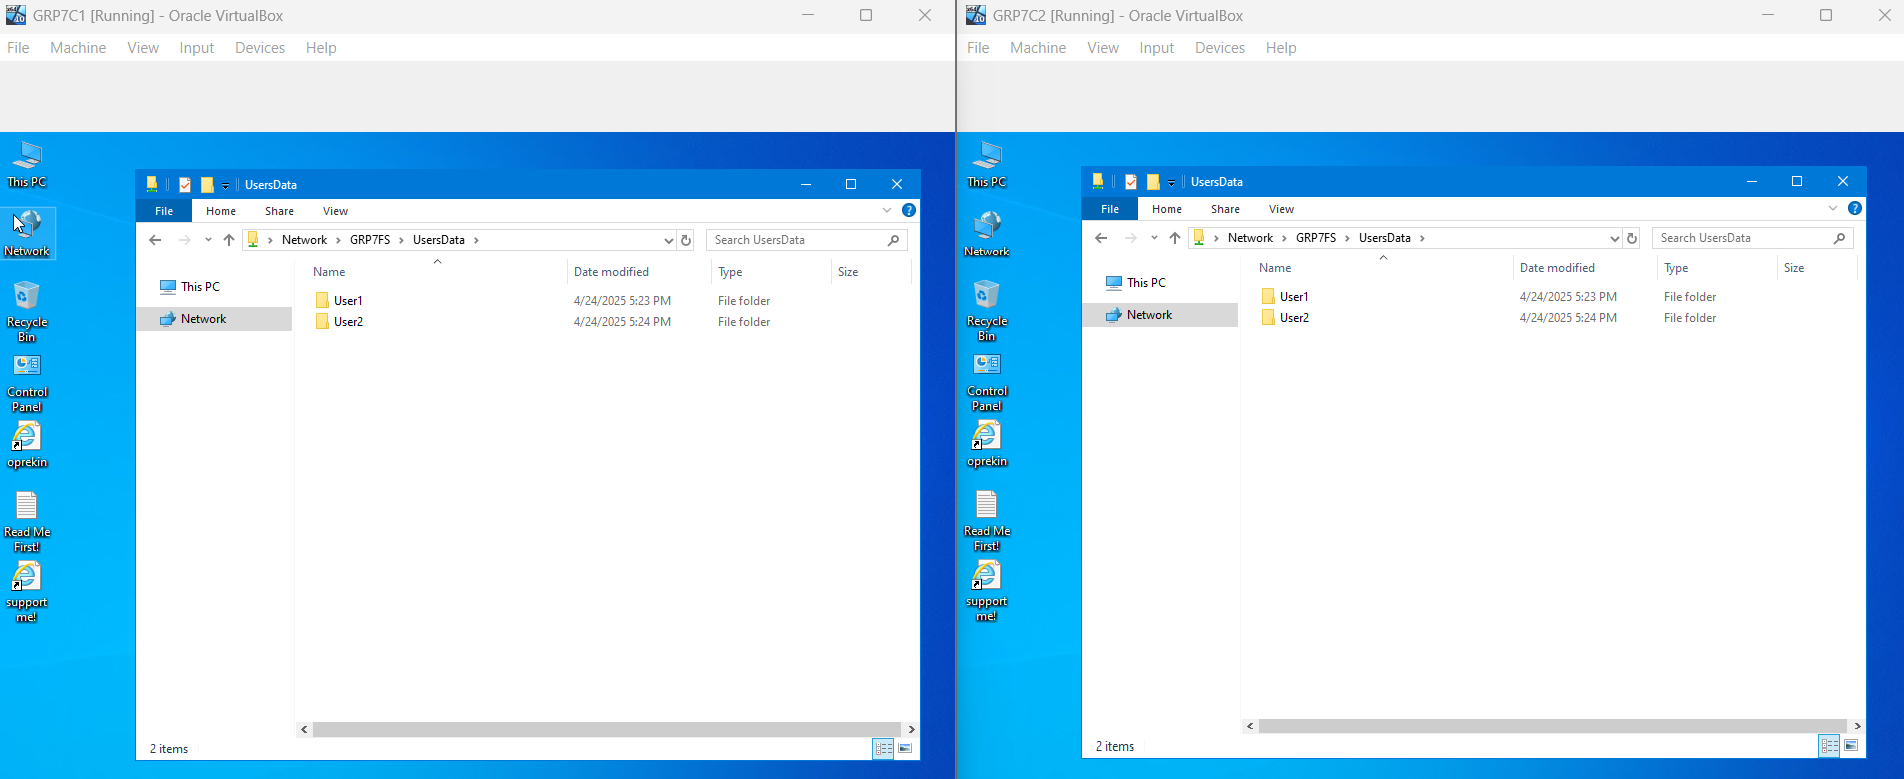 GRP7C1 [Running] - Oracle VirtualBox
File Machine View Input Devices Help
This PC
Network
Recycle
Bin
Control
Panel
oprekin
Read Me
First!
support
me!
UsersData
File Home Share View
Network GRP7FS UsersData
Search UsersData
This PC
Network
Name Date modified Type Size
User1 4/24/2025 5:23 PM File folder
User2 4/24/2025 5:24 PM File folder
2 items
GRP7C2 [Running] - Oracle VirtualBox
File Machine View Input Devices Help
This PC
Network
Recycle
Bin
Control
Panel
oprekin
Read Me
First!
support
me!
UsersData
File Home Share View
Network GRP7FS UsersData
Search UsersData
This PC
Network
Name Date modified Type Size
User1 4/24/2025 5:23 PM File folder
User2 4/24/2025 5:24 PM File folder
2 items